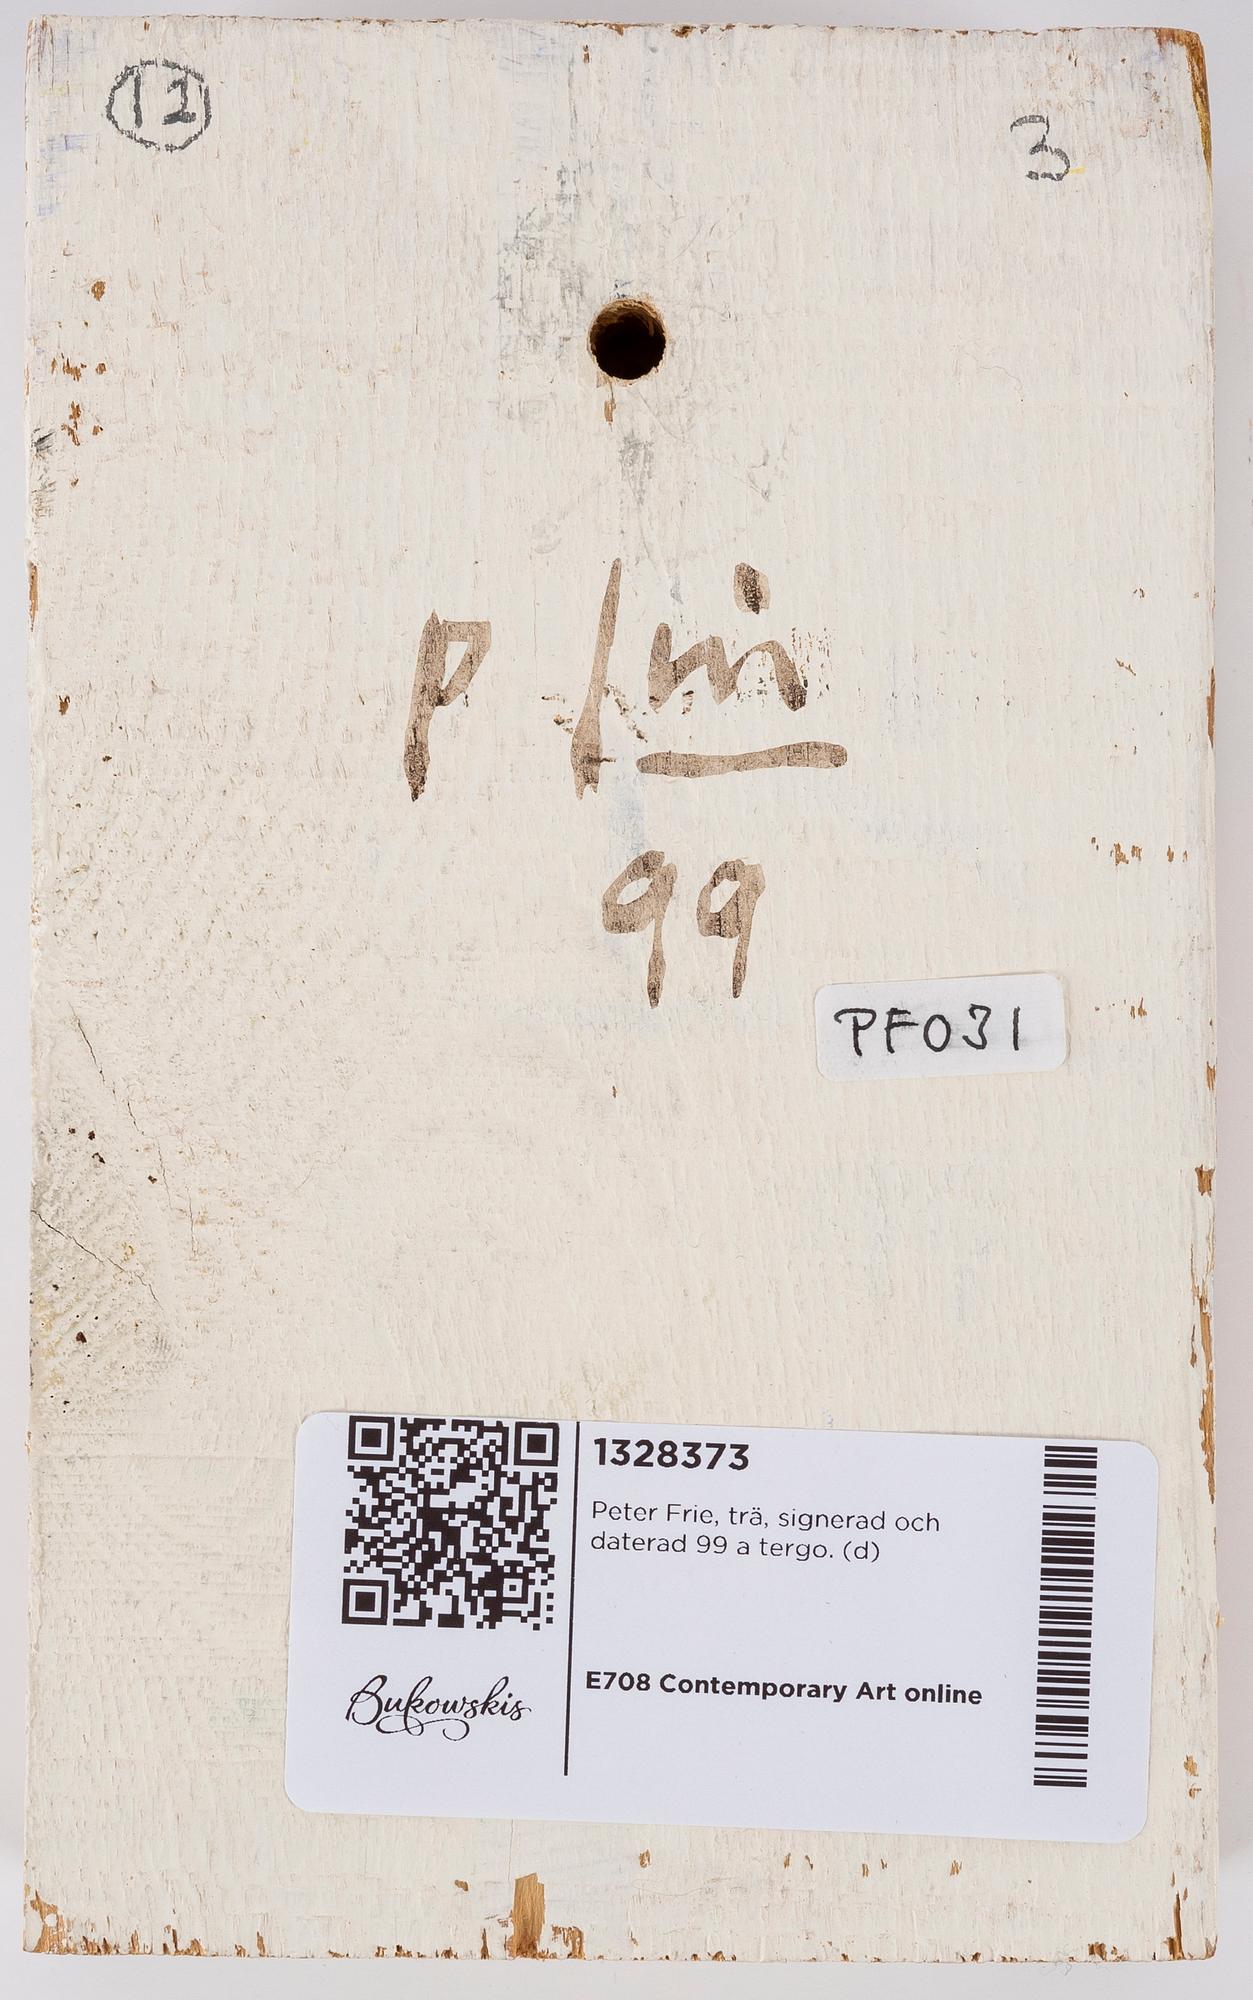 12
3
P Frie
99
PF031
1328373
Peter Frie, trä, signerad och
daterad 99 a tergo. (d)
E708 Contemporary Art online
Bukowskis